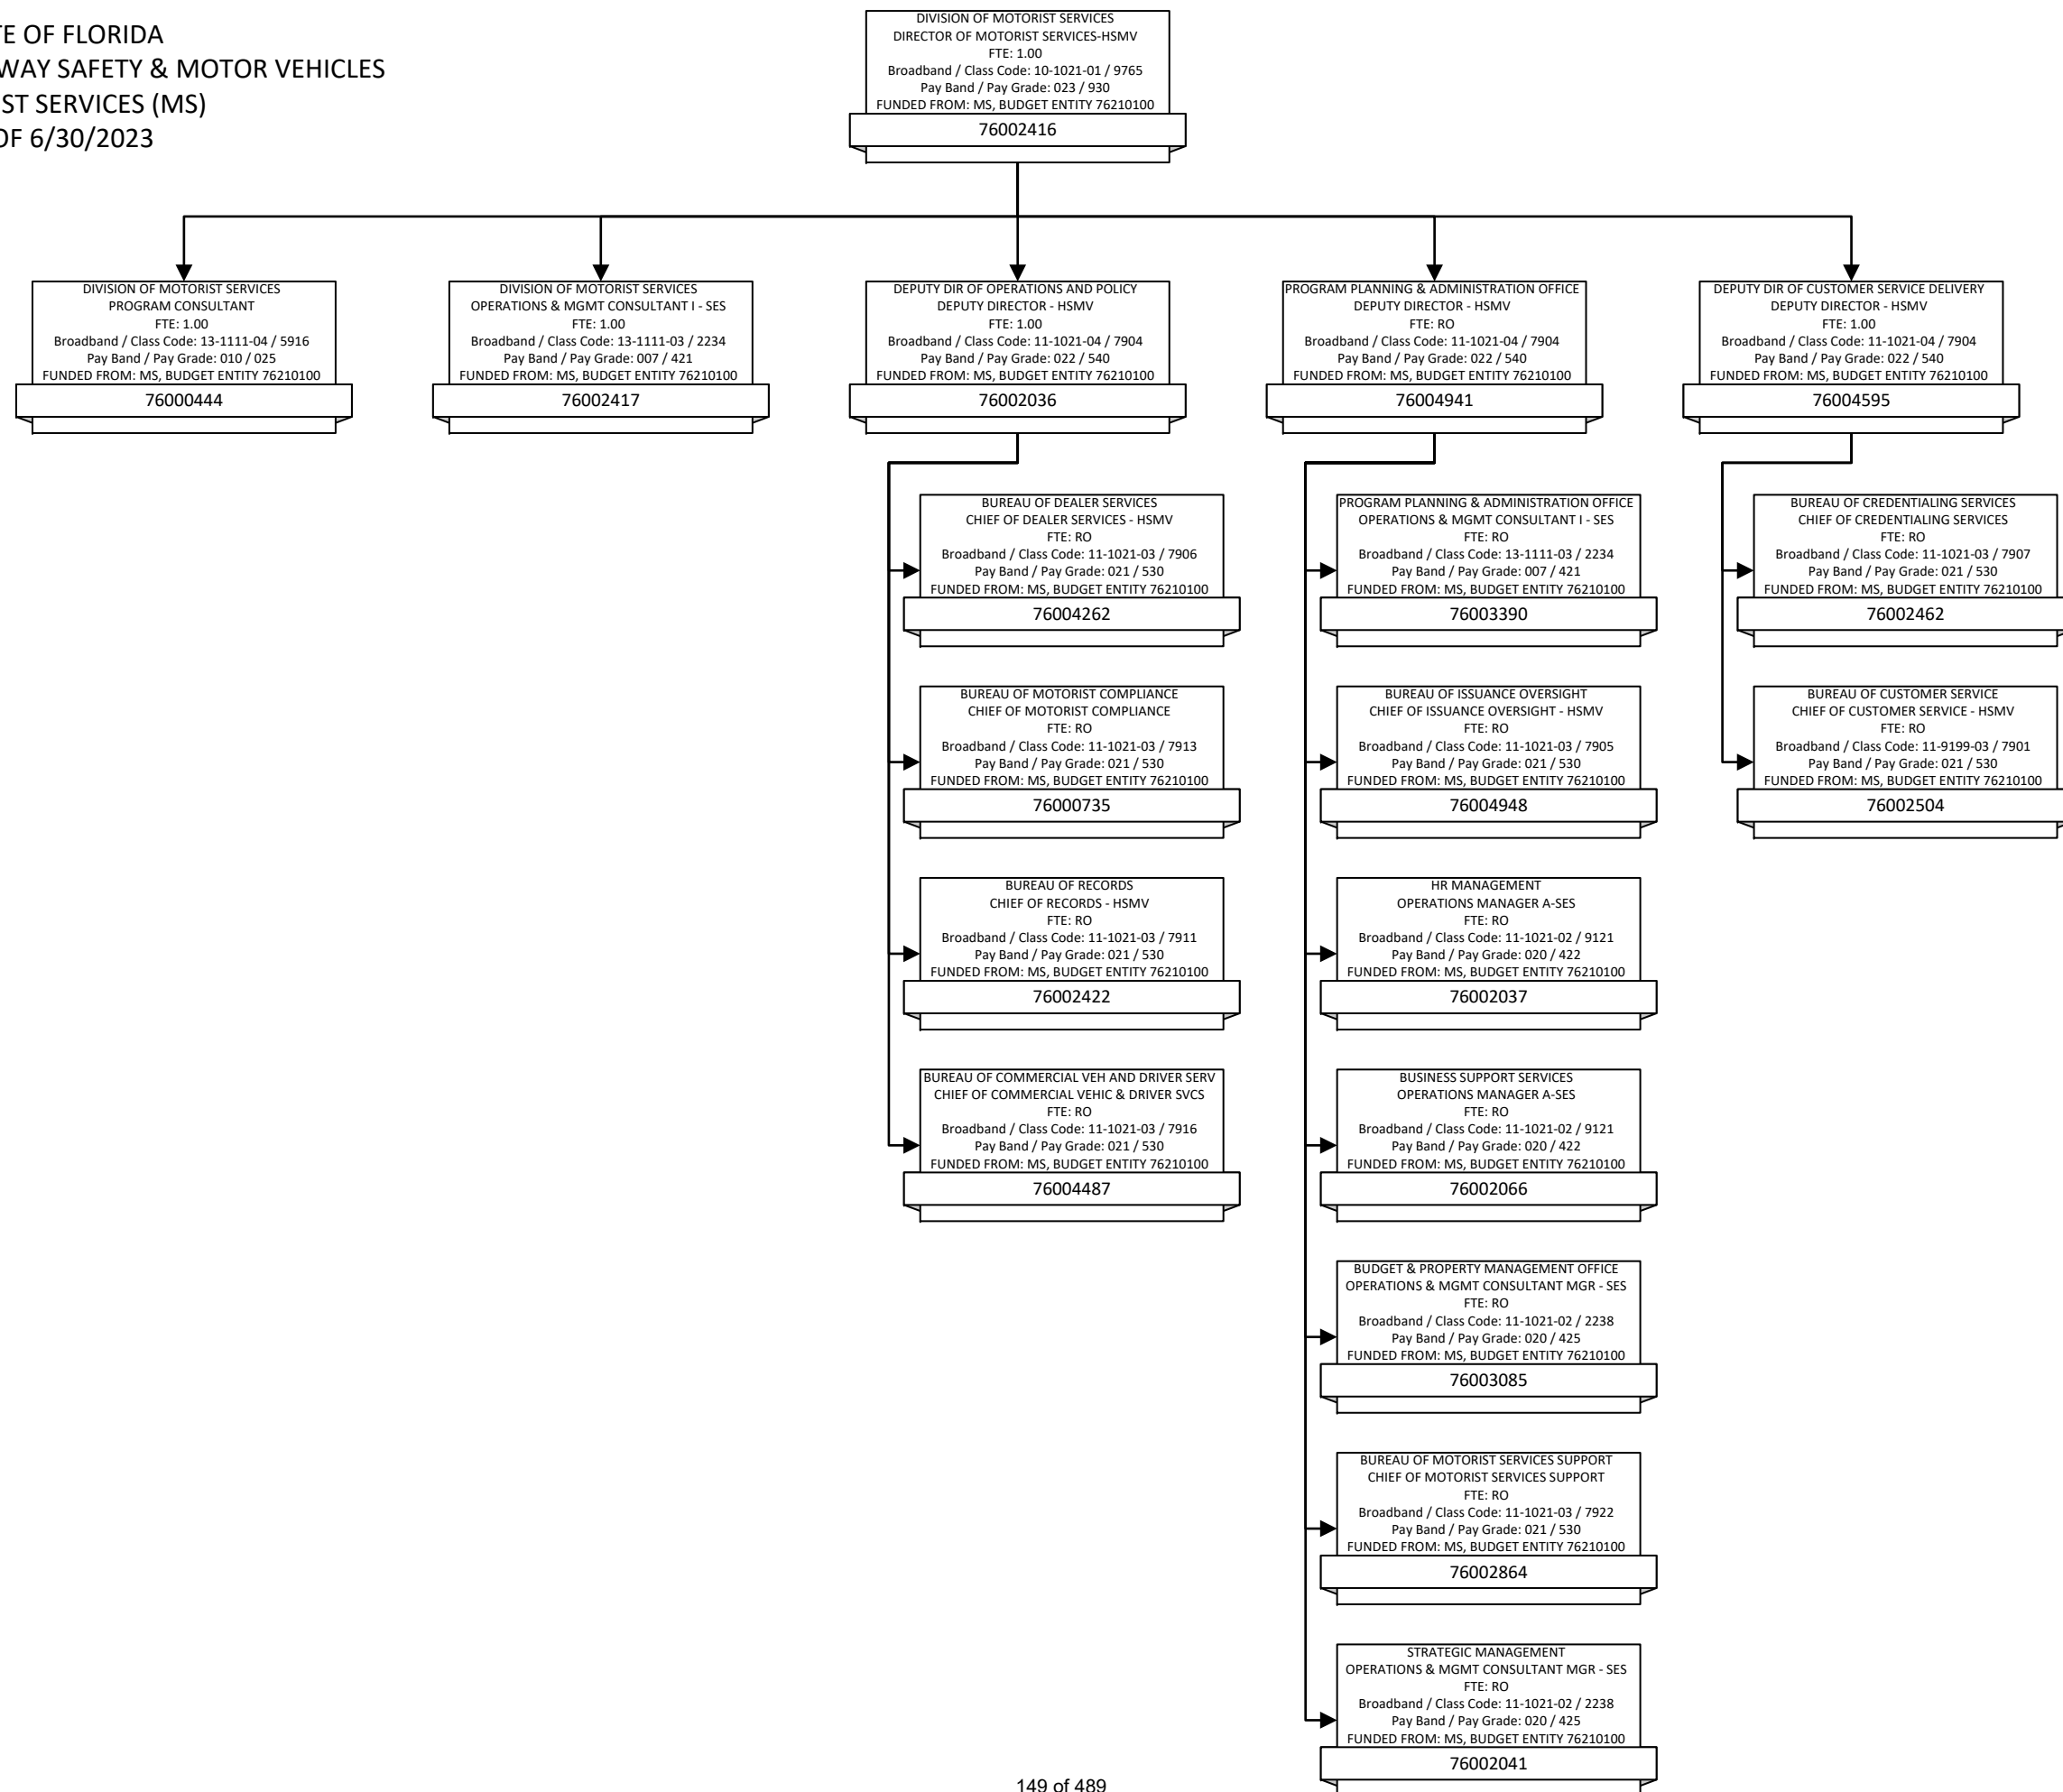 TE OF FLORIDA
WAY SAFETY & MOTOR VEHICLES
ST SERVICES (MS)
OF 6/30/2023
DIVISION OF MOTORIST SERVICES
DIRECTOR OF MOTORIST SERVICES-HSMV
FTE: 1.00
Broadband / Class Code: 10-1021-01 / 9765
Pay Band / Pay Grade: 023 / 930
FUNDED FROM: MS, BUDGET ENTITY 76210100
76002416
DIVISION OF MOTORIST SERVICES
PROGRAM CONSULTANT
FTE: 1.00
Broadband / Class Code: 13-1111-04 / 5916
Pay Band / Pay Grade: 010 / 025
FUNDED FROM: MS, BUDGET ENTITY 76210100
76000444
DIVISION OF MOTORIST SERVICES
OPERATIONS & MGMT CONSULTANT I - SES
FTE: 1.00
Broadband / Class Code: 13-1111-03 / 2234
Pay Band / Pay Grade: 007 / 421
FUNDED FROM: MS, BUDGET ENTITY 76210100
76002417
DEPUTY DIR OF OPERATIONS AND POLICY
DEPUTY DIRECTOR - HSMV
FTE: 1.00
Broadband / Class Code: 11-1021-04 / 7904
Pay Band / Pay Grade: 022 / 540
FUNDED FROM: MS, BUDGET ENTITY 76210100
76002036
PROGRAM PLANNING & ADMINISTRATION OFFICE
DEPUTY DIRECTOR - HSMV
FTE: RO
Broadband / Class Code: 11-1021-04 / 7904
Pay Band / Pay Grade: 022 / 540
FUNDED FROM: MS, BUDGET ENTITY 76210100
76004941
DEPUTY DIR OF CUSTOMER SERVICE DELIVERY
DEPUTY DIRECTOR - HSMV
FTE: 1.00
Broadband / Class Code: 11-1021-04 / 7904
Pay Band / Pay Grade: 022 / 540
FUNDED FROM: MS, BUDGET ENTITY 76210100
76004595
BUREAU OF DEALER SERVICES
CHIEF OF DEALER SERVICES - HSMV
FTE: RO
Broadband / Class Code: 11-1021-03 / 7906
Pay Band / Pay Grade: 021 / 530
FUNDED FROM: MS, BUDGET ENTITY 76210100
76004262
BUREAU OF MOTORIST COMPLIANCE
CHIEF OF MOTORIST COMPLIANCE
FTE: RO
Broadband / Class Code: 11-1021-03 / 7913
Pay Band / Pay Grade: 021 / 530
FUNDED FROM: MS, BUDGET ENTITY 76210100
76000735
BUREAU OF RECORDS
CHIEF OF RECORDS - HSMV
FTE: RO
Broadband / Class Code: 11-1021-03 / 7911
Pay Band / Pay Grade: 021 / 530
FUNDED FROM: MS, BUDGET ENTITY 76210100
76002422
BUREAU OF COMMERCIAL VEH AND DRIVER SERV
CHIEF OF COMMERCIAL VEHIC & DRIVER SVCS
FTE: RO
Broadband / Class Code: 11-1021-03 / 7916
Pay Band / Pay Grade: 021 / 530
FUNDED FROM: MS, BUDGET ENTITY 76210100
76004487
PROGRAM PLANNING & ADMINISTRATION OFFICE
OPERATIONS & MGMT CONSULTANT I - SES
FTE: RO
Broadband / Class Code: 13-1111-03 / 2234
Pay Band / Pay Grade: 007 / 421
FUNDED FROM: MS, BUDGET ENTITY 76210100
76003390
BUREAU OF ISSUANCE OVERSIGHT
CHIEF OF ISSUANCE OVERSIGHT - HSMV
FTE: RO
Broadband / Class Code: 11-1021-03 / 7905
Pay Band / Pay Grade: 021 / 530
FUNDED FROM: MS, BUDGET ENTITY 76210100
76004948
HR MANAGEMENT
OPERATIONS MANAGER A-SES
FTE: RO
Broadband / Class Code: 11-1021-02 / 9121
Pay Band / Pay Grade: 020 / 422
FUNDED FROM: MS, BUDGET ENTITY 76210100
76002037
BUSINESS SUPPORT SERVICES
OPERATIONS MANAGER A-SES
FTE: RO
Broadband / Class Code: 11-1021-02 / 9121
Pay Band / Pay Grade: 020 / 422
FUNDED FROM: MS, BUDGET ENTITY 76210100
76002066
BUDGET & PROPERTY MANAGEMENT OFFICE
OPERATIONS & MGMT CONSULTANT MGR - SES
FTE: RO
Broadband / Class Code: 11-1021-02 / 2238
Pay Band / Pay Grade: 020 / 425
FUNDED FROM: MS, BUDGET ENTITY 76210100
76003085
BUREAU OF MOTORIST SERVICES SUPPORT
CHIEF OF MOTORIST SERVICES SUPPORT
FTE: RO
Broadband / Class Code: 11-1021-03 / 7922
Pay Band / Pay Grade: 021 / 530
FUNDED FROM: MS, BUDGET ENTITY 76210100
76002864
STRATEGIC MANAGEMENT
OPERATIONS & MGMT CONSULTANT MGR - SES
FTE: RO
Broadband / Class Code: 11-1021-02 / 2238
Pay Band / Pay Grade: 020 / 425
FUNDED FROM: MS, BUDGET ENTITY 76210100
76002041
BUREAU OF CREDENTIALING SERVICES
CHIEF OF CREDENTIALING SERVICES
FTE: RO
Broadband / Class Code: 11-1021-03 / 7907
Pay Band / Pay Grade: 021 / 530
FUNDED FROM: MS, BUDGET ENTITY 76210100
76002462
BUREAU OF CUSTOMER SERVICE
CHIEF OF CUSTOMER SERVICE - HSMV
FTE: RO
Broadband / Class Code: 11-9199-03 / 7901
Pay Band / Pay Grade: 021 / 530
FUNDED FROM: MS, BUDGET ENTITY 76210100
76002504
149 of 489